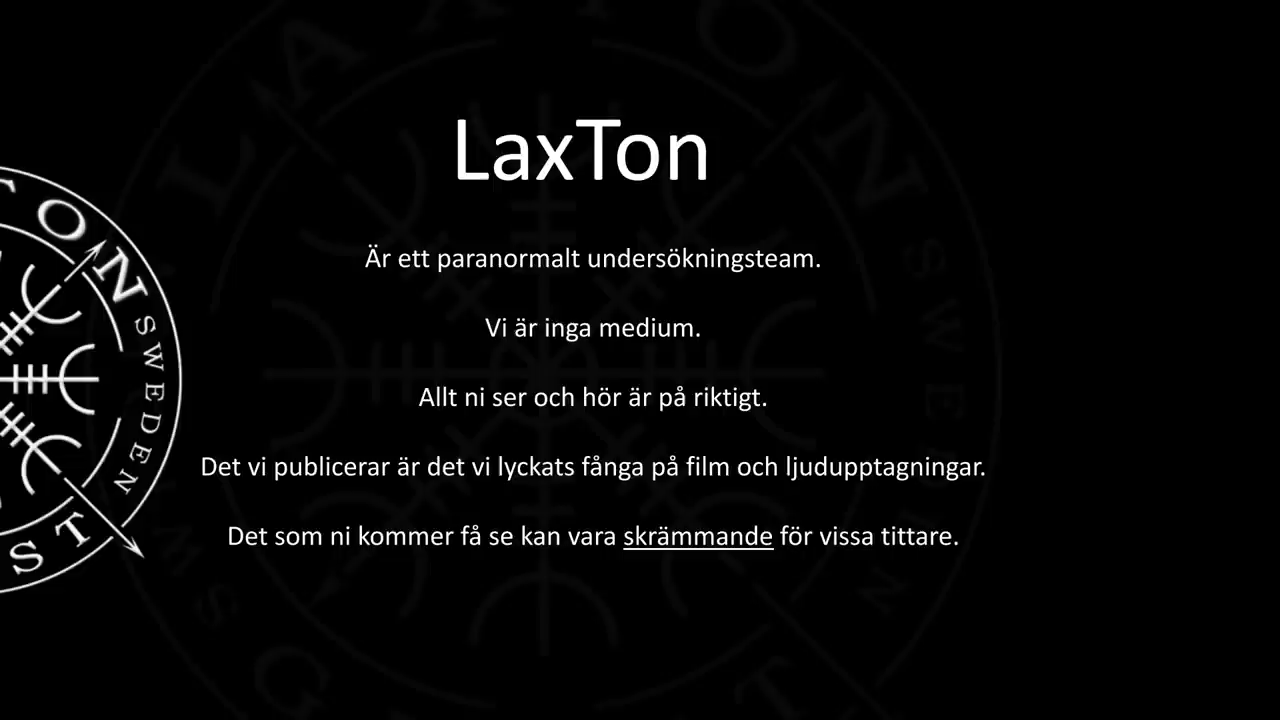 LaxTon
Är ett paranormalt undersökningsteam.
Vi är inga medium.
Allt ni ser och hör är på riktigt.
Det vi publicerar är det vi lyckats fånga på film och ljudupptagningar.
Det som ni kommer få se kan vara skrämmande för vissa tittare.
SWEDEN